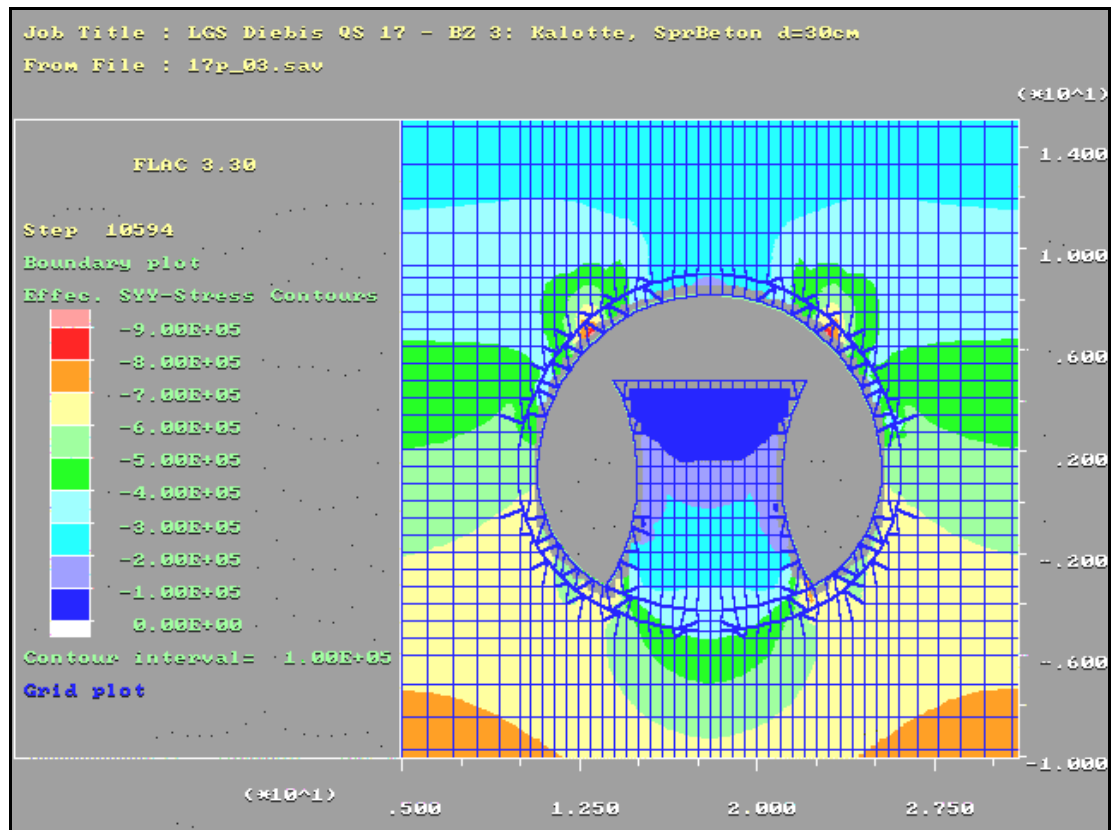 Job Title : LGS Diebis QS 17 - BZ 3: Kalotte, SprBeton d=30cm
From File : 17p_03.sav
(*10^1)
FLAC 3.30
Step 10594
Boundary plot
Effec. SYY-Stress Contours
-9.00E+05
-8.00E+05
-7.00E+05
-6.00E+05
-5.00E+05
-4.00E+05
-3.00E+05
-2.00E+05
-1.00E+05
0.00E+00
Contour interval= 1.00E+05
Grid plot
1.400
1.000
.600
.200
-.200
-.600
-1.000
(*10^1)
.500 1.250 2.000 2.750